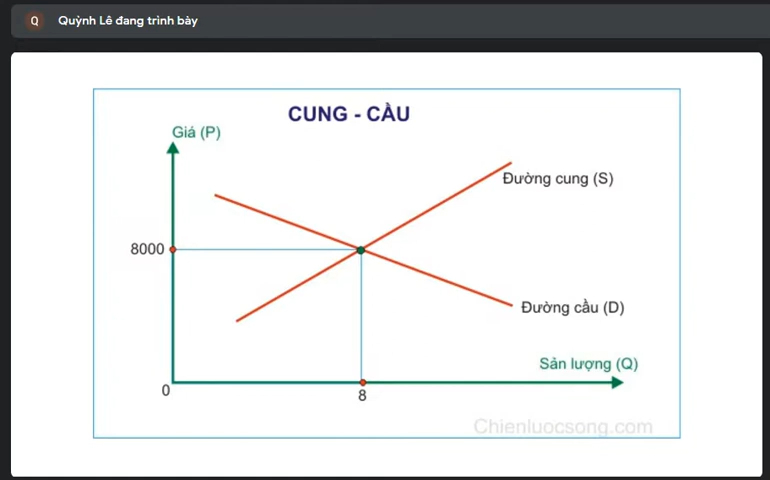 Q
Quỳnh Lê đang trình bày
CUNG - CẦU
Giá (P)
Đường cung (S)
8000
Đường cầu (D)
Sản lượng (Q)
0
8
Chienluocsong.com